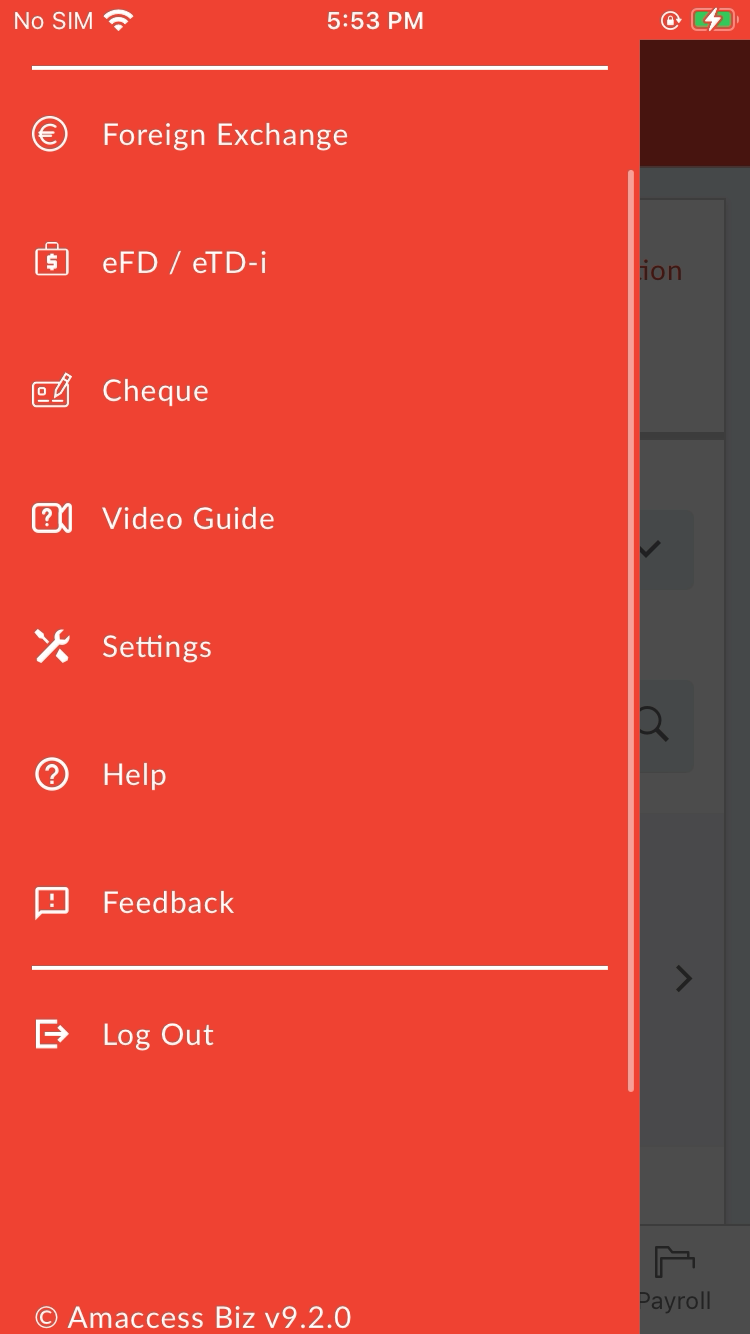 No SIM 5:53 PM
Foreign Exchange
eFD / eTD-i
tion
Cheque
Video Guide
Settings
Help
Feedback
Log Out
Payroll
© Amaccess Biz v9.2.0